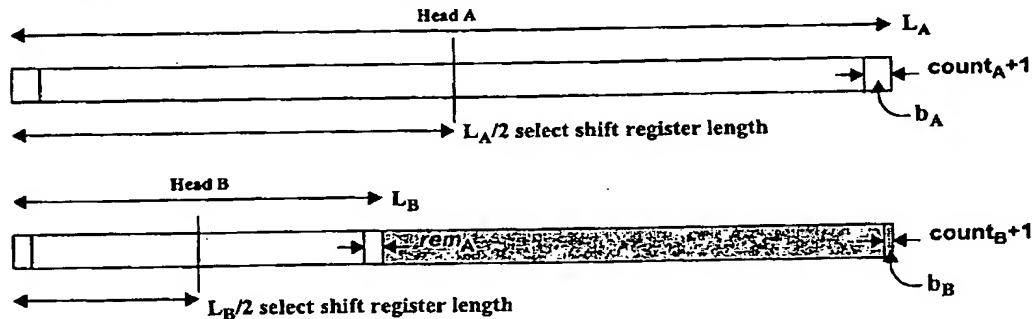 Head A
L_A
count_A+1
b_A
L_A/2 select shift register length
Head B
L_B
rem_A
count_B+1
b_B
L_B/2 select shift register length